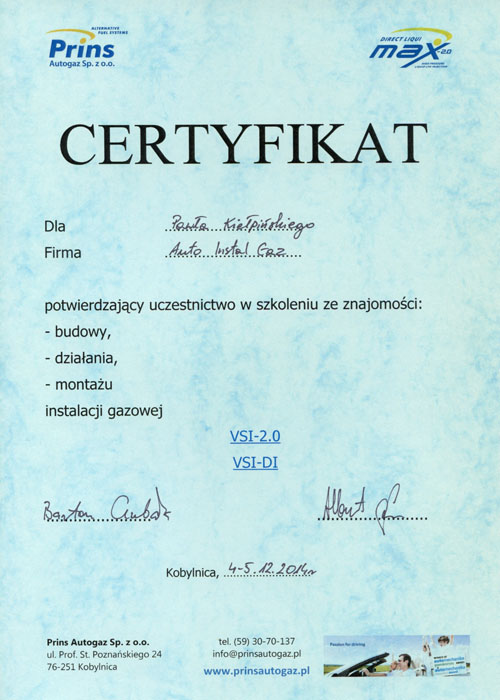 ALTERNATIVE
FUEL SYSTEMS
Prins
Autogaz Sp. z o.o.
DIRECT LIQUI
max 2.0
CERTYFIKAT
Dla Pawła Kiełpińskiego
Firma Auto Instal Gaz
potwierdzający uczestnictwo w szkoleniu ze znajomości:
- budowy,
- działania,
- montażu
instalacji gazowej
VSI-2.0
VSI-DI
Kobylnica, 4-5.12.2014r
Prins Autogaz Sp. z o.o.
ul. Prof. St. Poznańskiego 24
76-251 Kobylnica
tel. (59) 30-70-137
info@prinsautogaz.pl
www.prinsautogaz.pl
Passion for driving